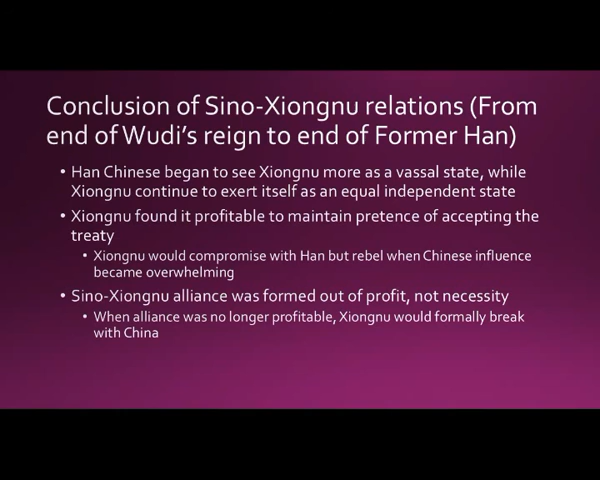 Conclusion of Sino-Xiongnu relations (From
end of Wudi's reign to end of Former Han)
• Han Chinese began to see Xiongnu more as a vassal state, while
Xiongnu continue to exert itself as an equal independent state
• Xiongnu found it profitable to maintain pretence of accepting the
treaty
• Xiongnu would compromise with Han but rebel when Chinese influence
became overwhelming
• Sino-Xiongnu alliance was formed out of profit, not necessity
• When alliance was no longer profitable, Xiongnu would formally break
with China